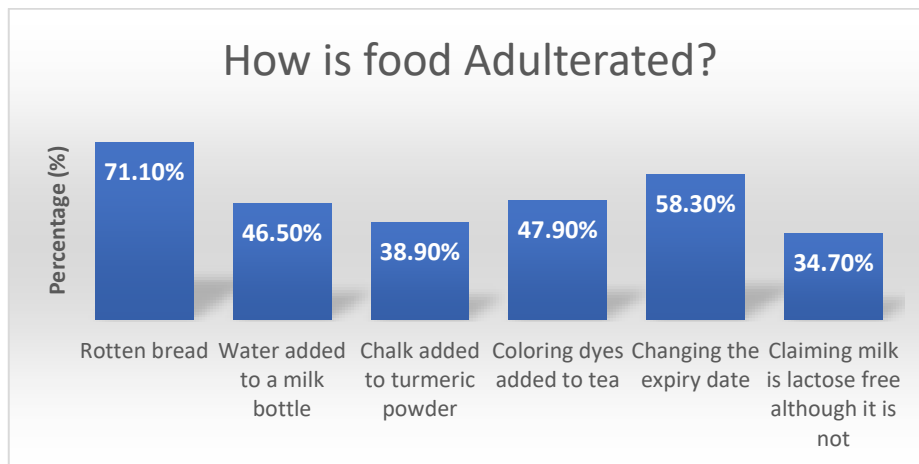 How is food Adulterated?
Percentage (%)
71.10%
46.50%
38.90%
47.90%
58.30%
34.70%
Rotten bread
Water added
to a milk
bottle
Chalk added
to turmeric
powder
Coloring dyes
added to tea
Changing the
expiry date
Claiming milk
is lactose free
although it is
not